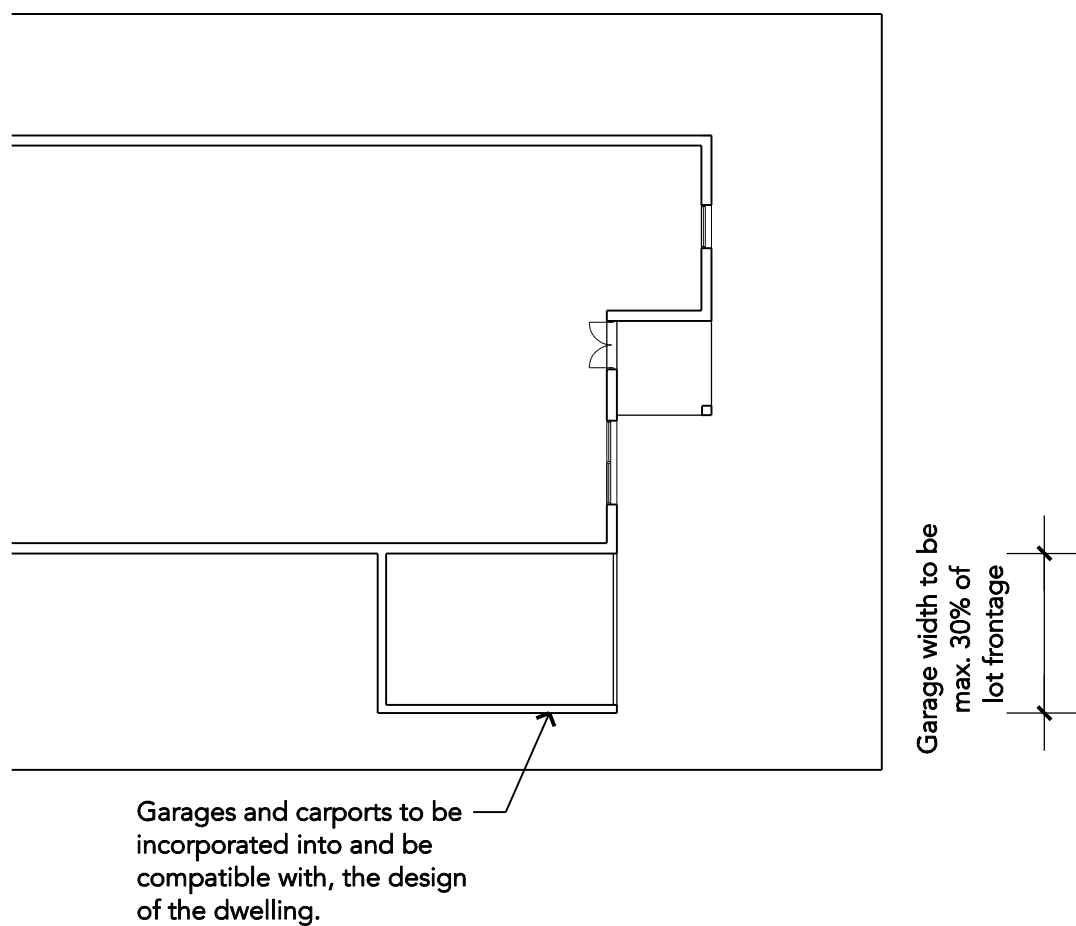 Garage width to be
max. 30% of
lot frontage
Garages and carports to be
incorporated into and be
compatible with, the design
of the dwelling.